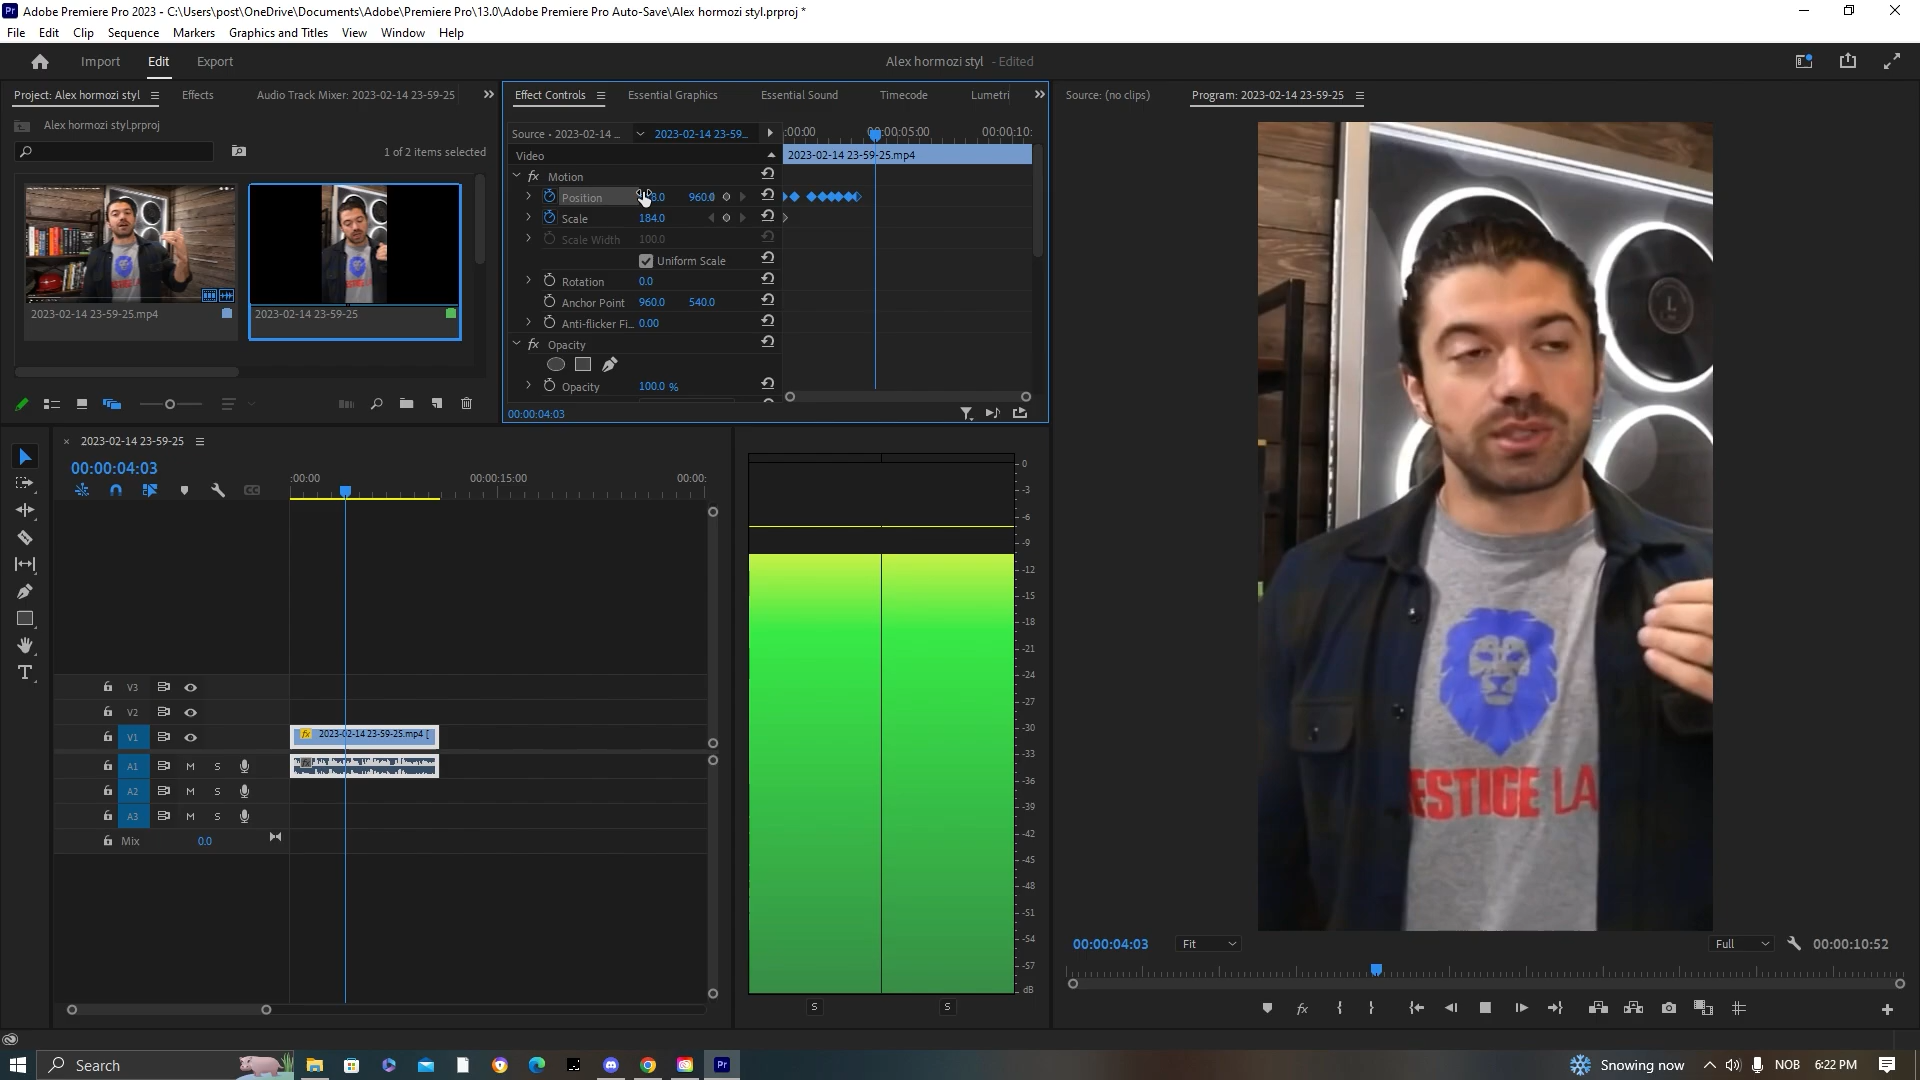 Adobe Premiere Pro 2023 - C:\Users\post\OneDrive\Documents\Adobe\Premiere Pro\13.0\Adobe Premiere Pro Auto-Save\Alex hormozi styl.prproj *
File Edit Clip Sequence Markers Graphics and Titles View Window Help
Import Edit Export
Alex hormozi styl - Edited
Project: Alex hormozi styl Effects Audio Track Mixer: 2023-02-14 23-59-25
Effect Controls Essential Graphics Essential Sound Timecode Lumetri
Source: (no clips) Program: 2023-02-14 23-59-25
Alex hormozi styl.prproj
1 of 2 items selected
2023-02-14 23-59-25.mp4
2023-02-14 23-59-25
Source • 2023-02-14 ... 2023-02-14 23-59... :00:00 00:00:05:00 00:00:10:
Video 2023-02-14 23-59-25.mp4
fx Motion
Position 960.0
Scale 184.0
Scale Width 100.0
Uniform Scale
Rotation 0.0
Anchor Point 960.0 540.0
Anti-flicker Fi... 0.00
fx Opacity
Opacity 100.0 %
00:00:04:03
2023-02-14 23-59-25
00:00:04:03
:00:00 00:00:15:00 00:00:
V3
V2
V1 fx 2023-02-14 23-59-25.mp4 [
A1 M S
A2 M S
A3 M S
Mix 0.0
0
-3
-6
-9
-12
-15
-18
-21
-24
-27
-30
-33
-36
-39
-42
-45
-48
-51
-54
-57
dB
S S
ESTIGE LA
00:00:04:03 Fit Full 00:00:10:52
fx
Search
Pr
Snowing now NOB 6:22 PM